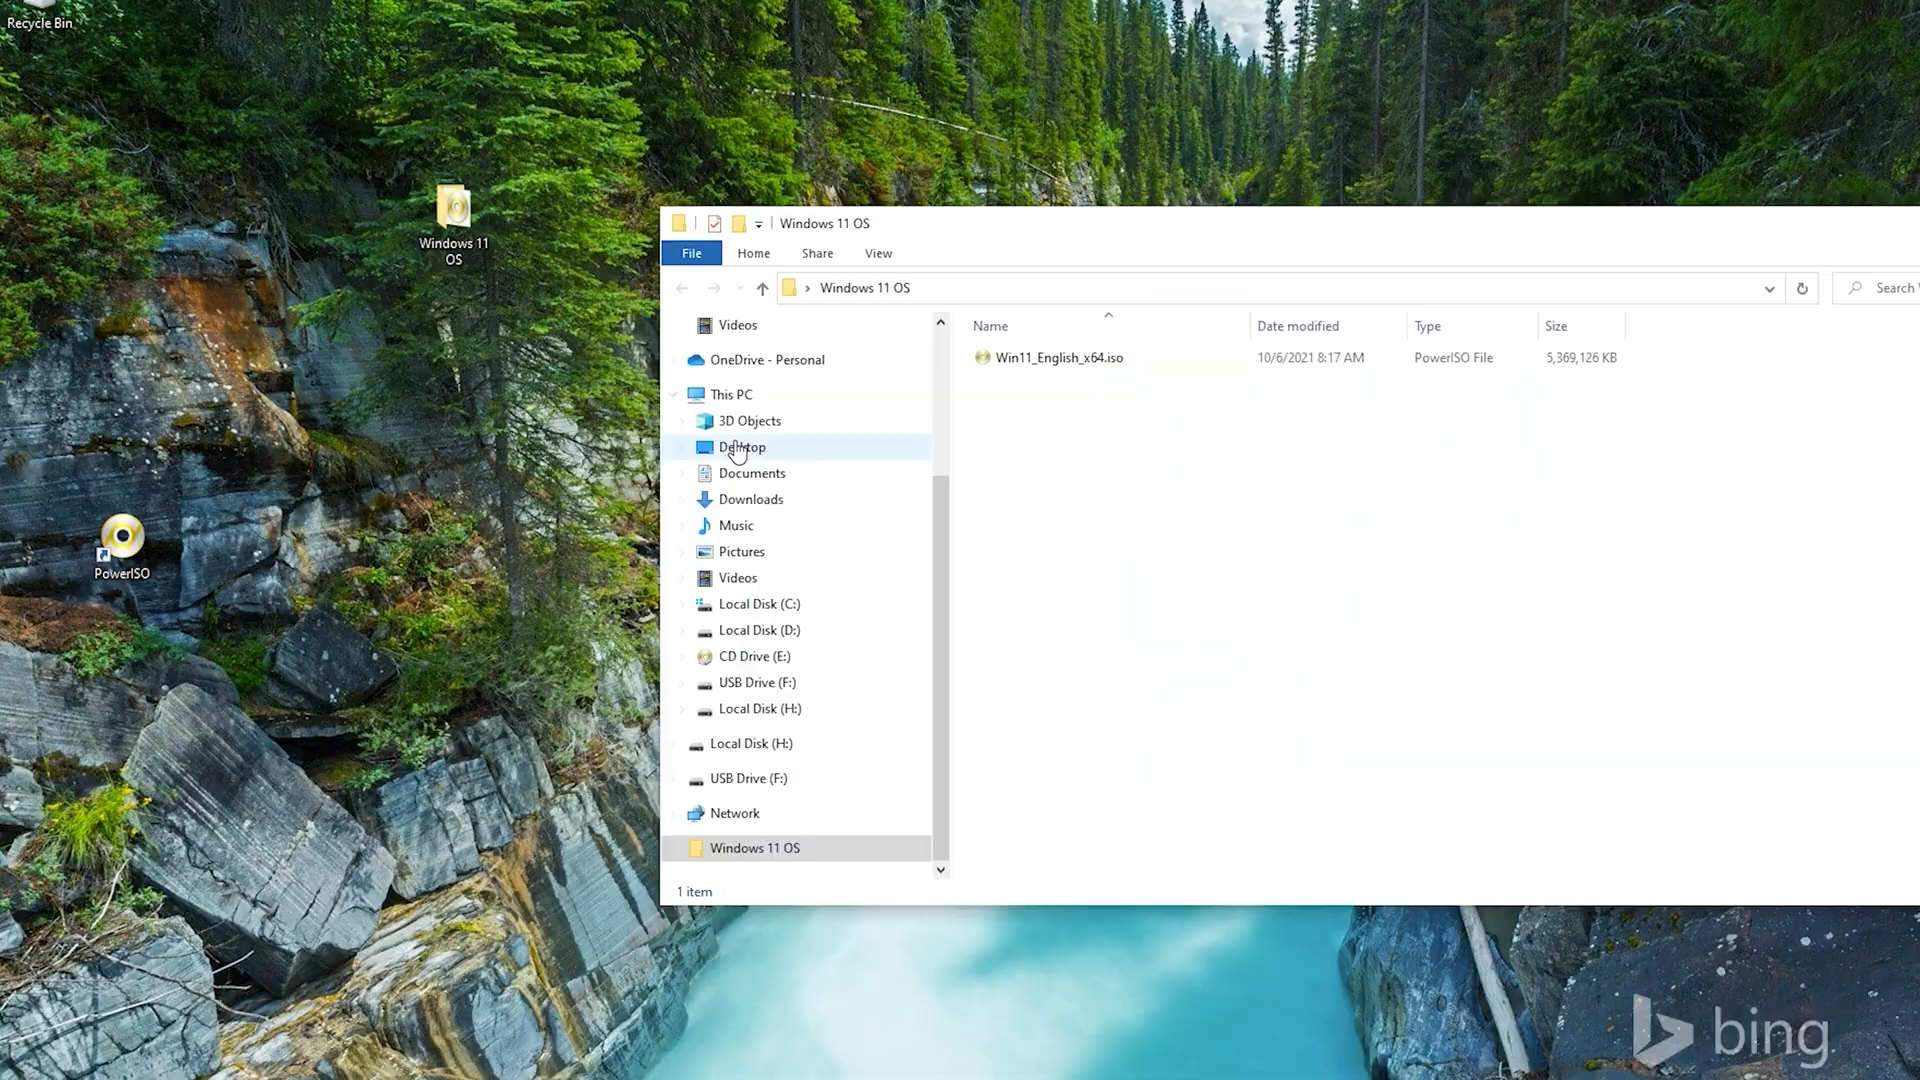 Recycle Bin
Windows 11
OS
PowerISO
Windows 11 OS
File Home Share View
Windows 11 OS
Search
Name Date modified Type Size
Win11_English_x64.iso 10/6/2021 8:17 AM PowerISO File 5,369,126 KB
Videos
OneDrive - Personal
This PC
3D Objects
Desktop
Documents
Downloads
Music
Pictures
Videos
Local Disk (C:)
Local Disk (D:)
CD Drive (E:)
USB Drive (F:)
Local Disk (H:)
Local Disk (H:)
USB Drive (F:)
Network
Windows 11 OS
1 item
bing